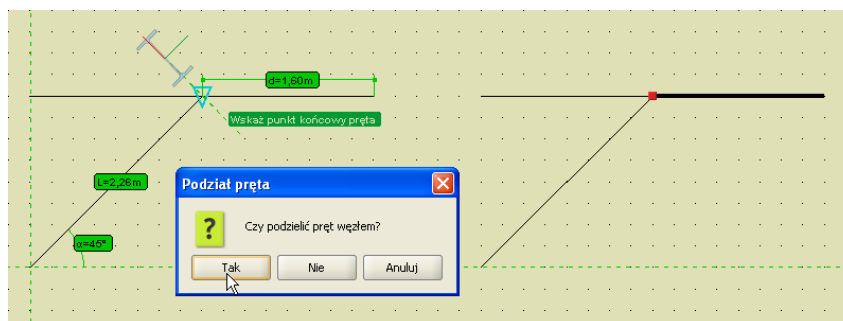 d=1,60m
Wskaż punkt końcowy pręta
L=2,26m
α=45°
Podział pręta
?
Czy podzielić pręt węzłem?
Tak
Nie
Anuluj